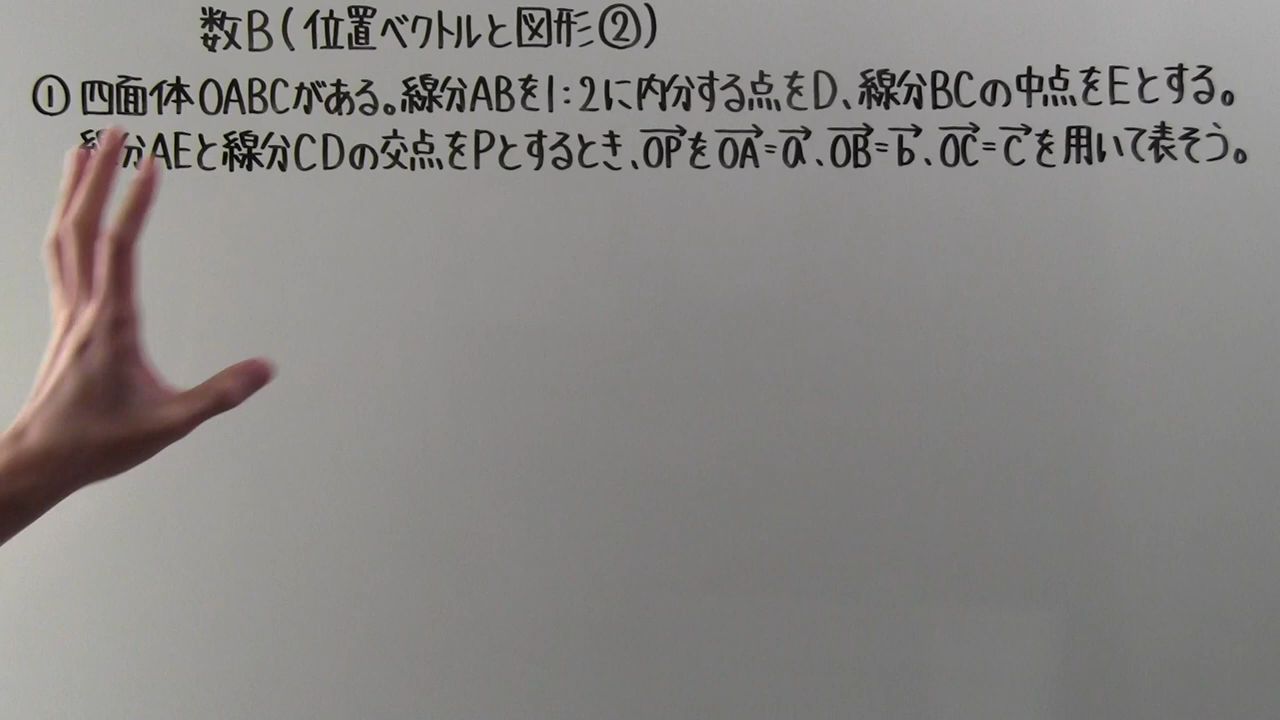 数B(位置ベクトルと図形②)
① 四面体OABCがある。線分ABを1:2に内分する点をD、線分BCの中点をEとする。
線分AEと線分CDの交点をPとするとき、OP→をOA→=a→、OB→=b→、OC→=c→を用いて表そう。